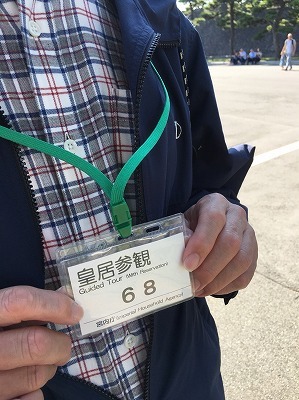 皇居参観
Guided Tour (With Reservation)
68
宮内庁 Imperial Household Agency